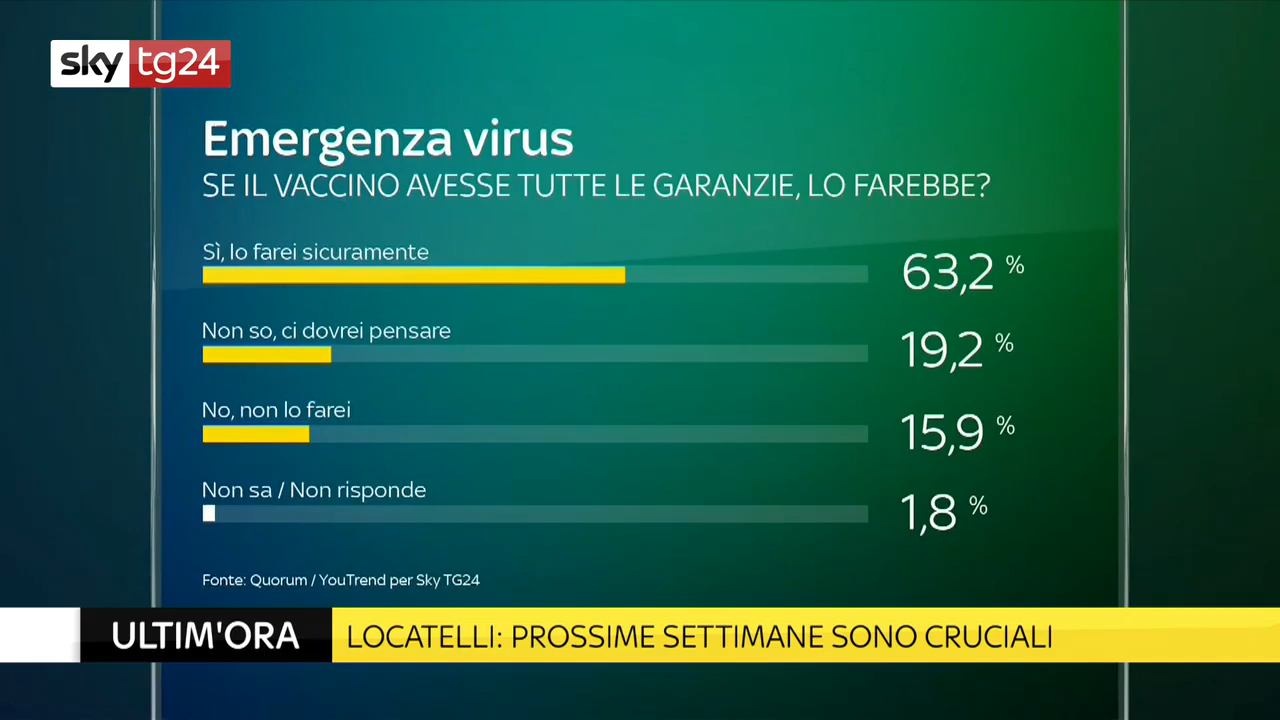 sky tg24
Emergenza virus
SE IL VACCINO AVESSE TUTTE LE GARANZIE, LO FAREBBE?
Sì, lo farei sicuramente
63,2 %
Non so, ci dovrei pensare
19,2 %
No, non lo farei
15,9 %
Non sa / Non risponde
1,8 %
Fonte: Quorum / YouTrend per Sky TG24
ULTIM'ORA LOCATELLI: PROSSIME SETTIMANE SONO CRUCIALI